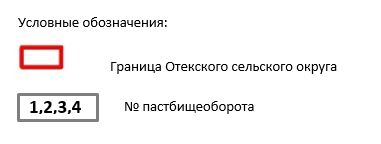 Условные обозначения:
Граница Отекского сельского округа
1,2,3,4 № пастбищеоборота